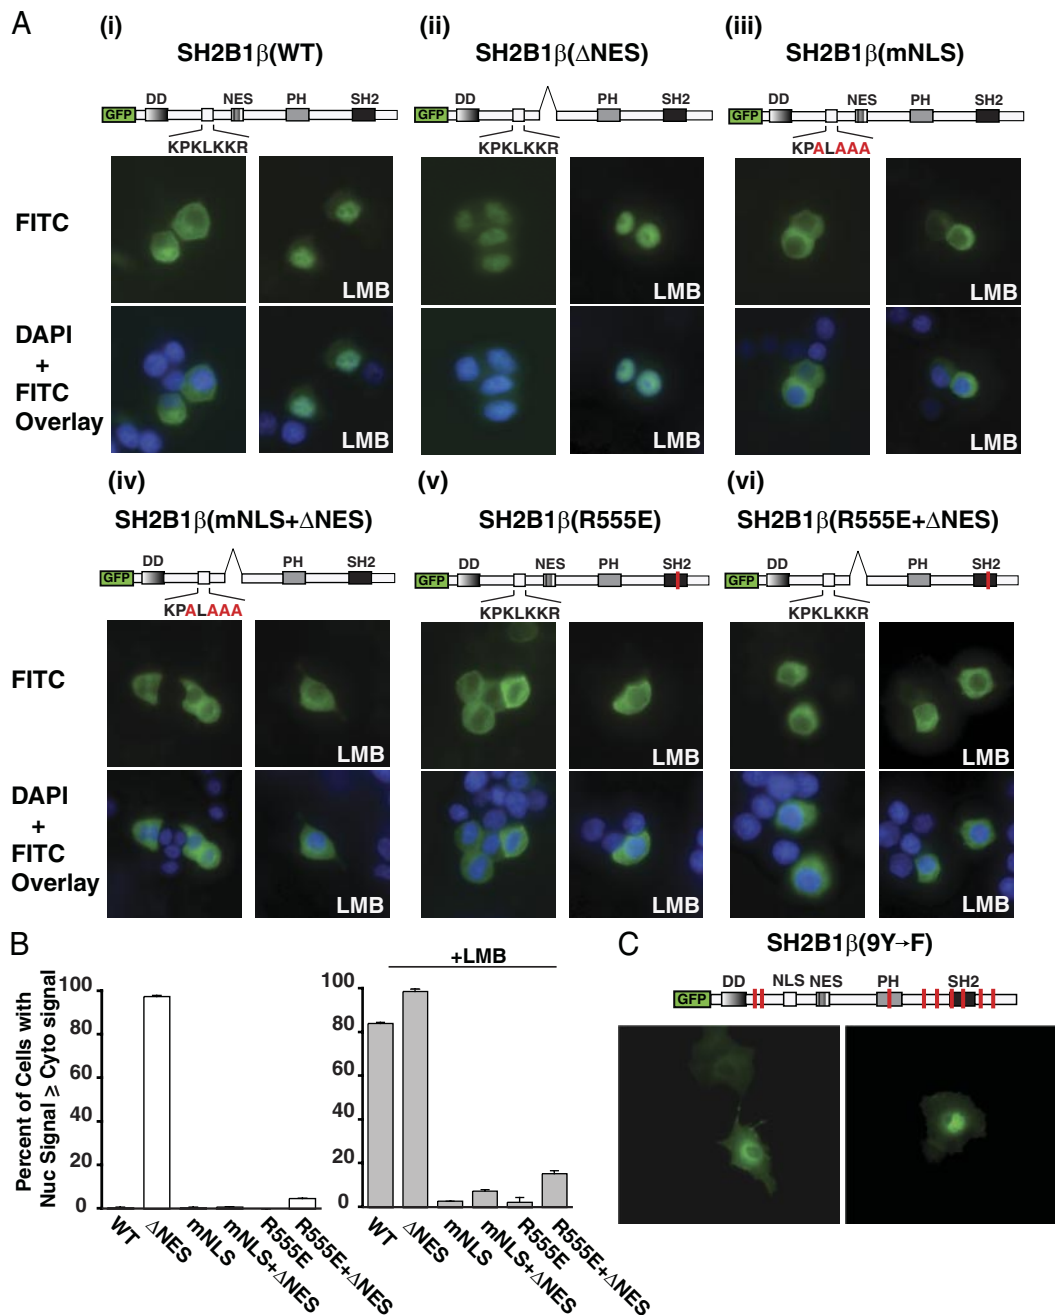 A
(i)
(ii)
(iii)
SH2B1β(WT)
SH2B1β(ΔNES)
SH2B1β(mNLS)
GFP DD NES PH SH2
GFP DD PH SH2
GFP DD NES PH SH2
KPKLKKR
KPKLKKR
KPALAAA
FITC
LMB
LMB
LMB
DAPI
+
FITC
Overlay
LMB
LMB
LMB
(iv)
(v)
(vi)
SH2B1β(mNLS+ΔNES)
SH2B1β(R555E)
SH2B1β(R555E+ΔNES)
GFP DD PH SH2
GFP DD NES PH SH2
GFP DD PH SH2
KPALAAA
KPKLKKR
KPKLKKR
FITC
LMB
LMB
LMB
DAPI
+
FITC
Overlay
LMB
LMB
LMB
B
Percent of Cells with
Nuc Signal ⩾ Cyto signal
100
80
60
40
20
0
WT
ΔNES
mNLS
mNLS+ΔNES
R555E
R555E+ΔNES
+LMB
100
80
60
40
20
0
WT
ΔNES
mNLS
mNLS+ΔNES
R555E
R555E+ΔNES
C
SH2B1β(9Y→F)
GFP DD NLS NES PH SH2